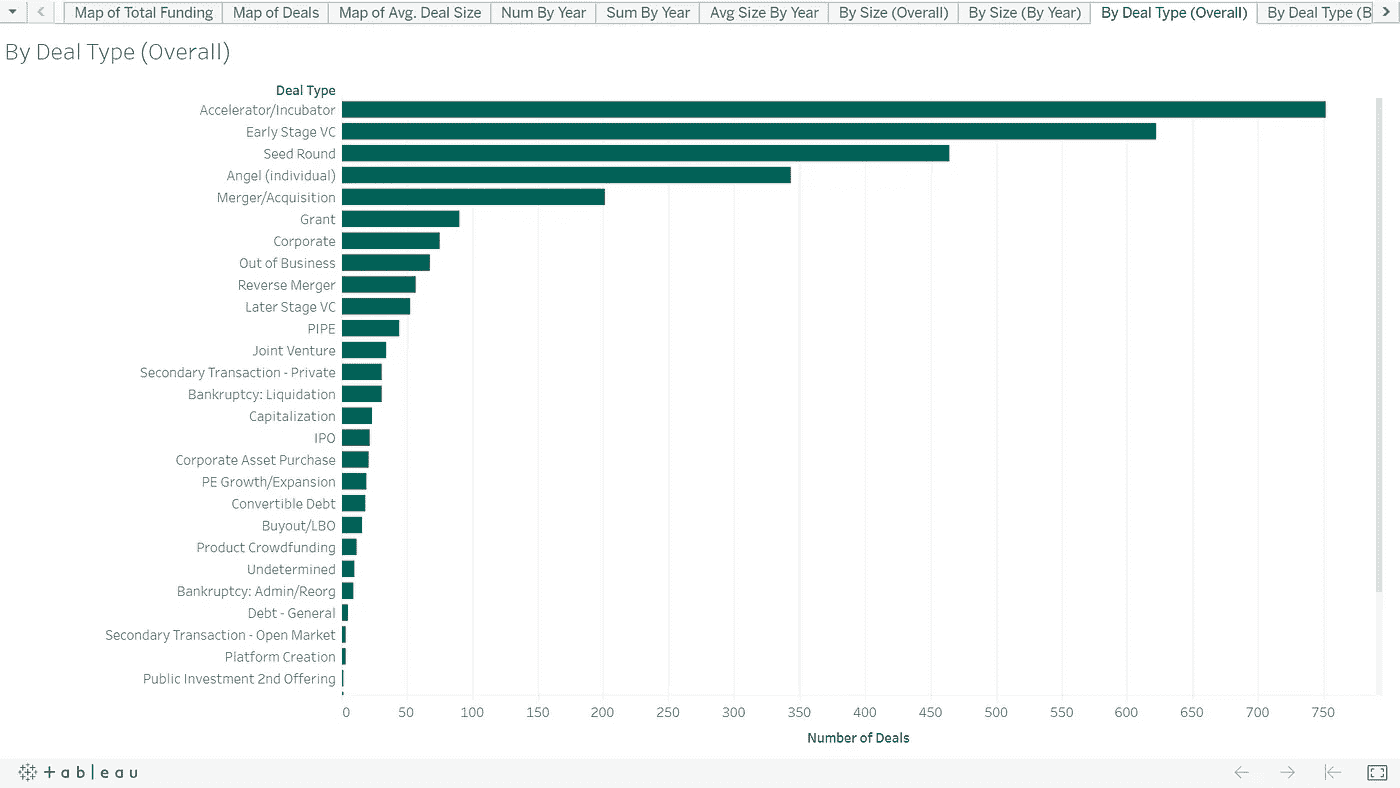 Map of Total Funding
Map of Deals
Map of Avg. Deal Size
Num By Year
Sum By Year
Avg Size By Year
By Size (Overall)
By Size (By Year)
By Deal Type (Overall)
By Deal Type (B
By Deal Type (Overall)
Deal Type
Accelerator/Incubator
Early Stage VC
Seed Round
Angel (individual)
Merger/Acquisition
Grant
Corporate
Out of Business
Reverse Merger
Later Stage VC
PIPE
Joint Venture
Secondary Transaction - Private
Bankruptcy: Liquidation
Capitalization
IPO
Corporate Asset Purchase
PE Growth/Expansion
Convertible Debt
Buyout/LBO
Product Crowdfunding
Undetermined
Bankruptcy: Admin/Reorg
Debt - General
Secondary Transaction - Open Market
Platform Creation
Public Investment 2nd Offering
0 50 100 150 200 250 300 350 400 450 500 550 600 650 700 750
Number of Deals
+ableau